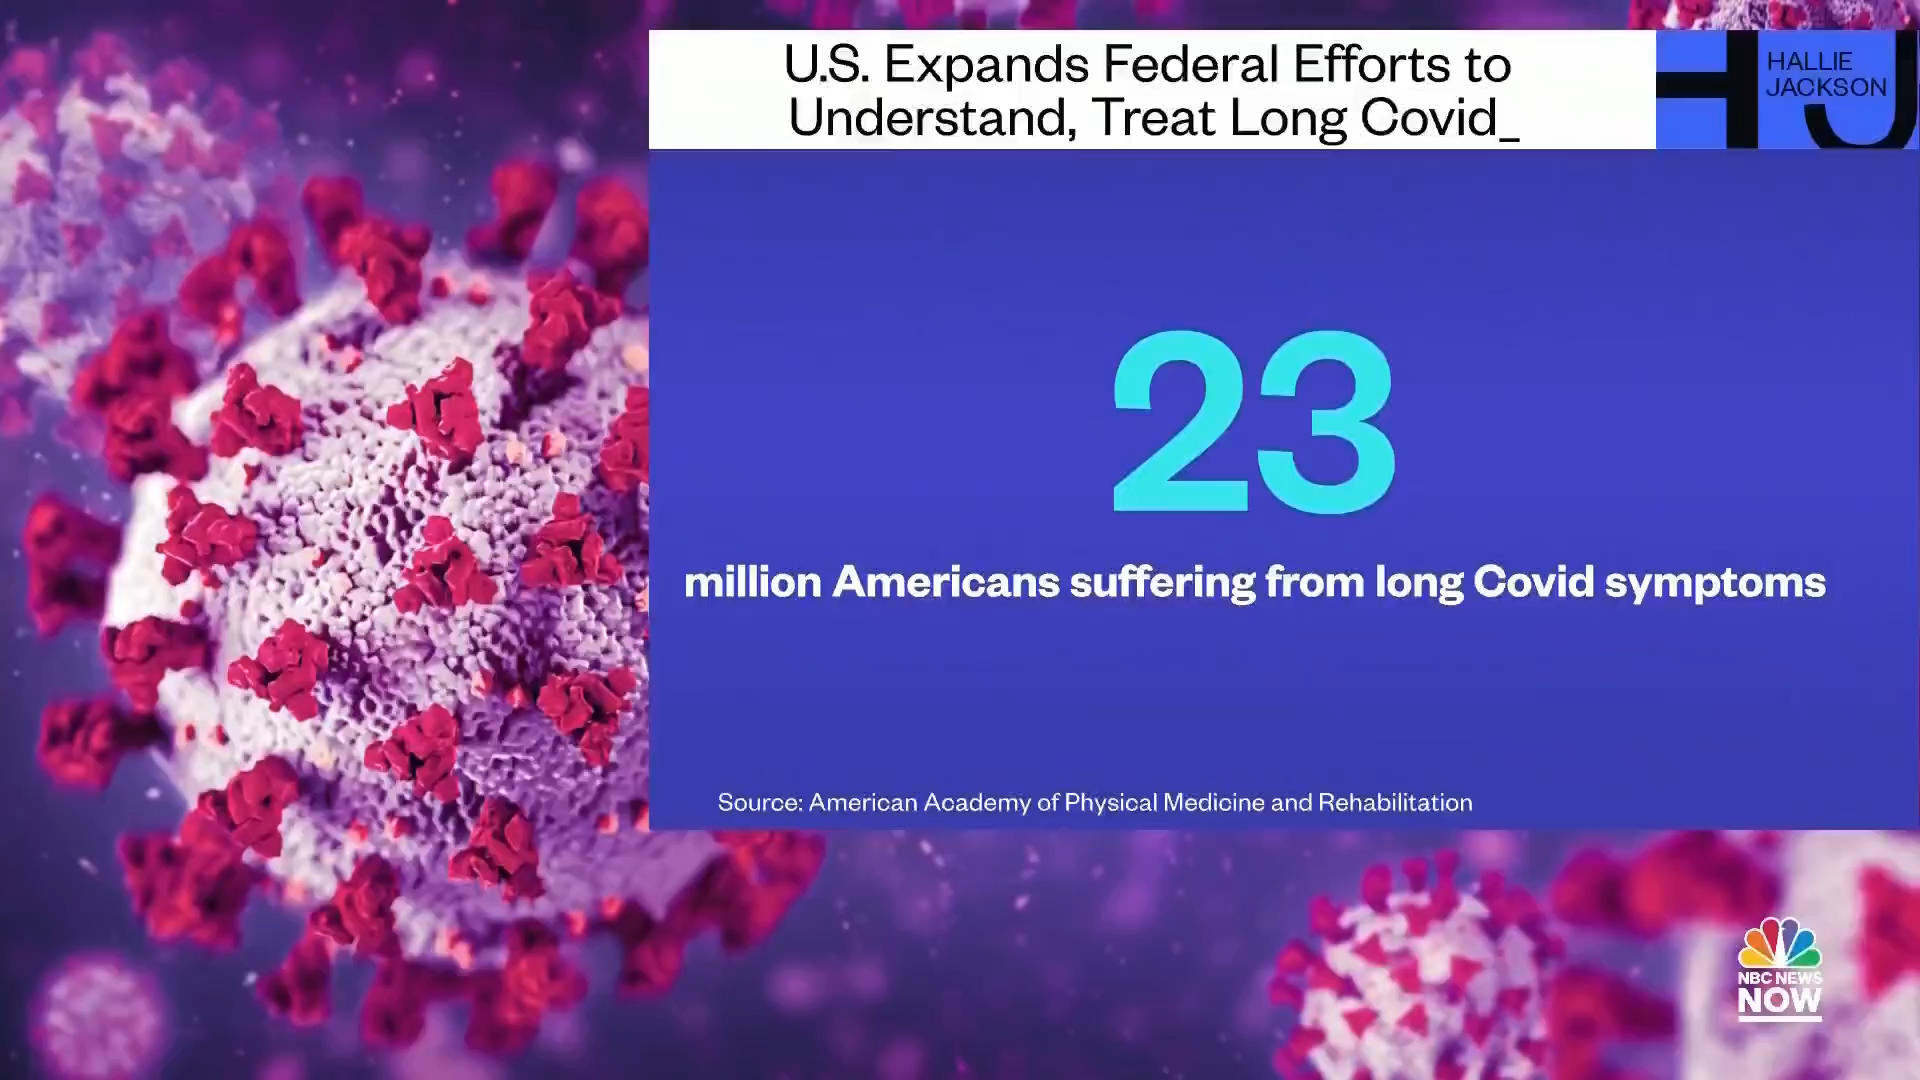 U.S. Expands Federal Efforts to
Understand, Treat Long Covid_
HALLIE
JACKSON
HJ
23
million Americans suffering from long Covid symptoms
Source: American Academy of Physical Medicine and Rehabilitation
NBC NEWS
NOW